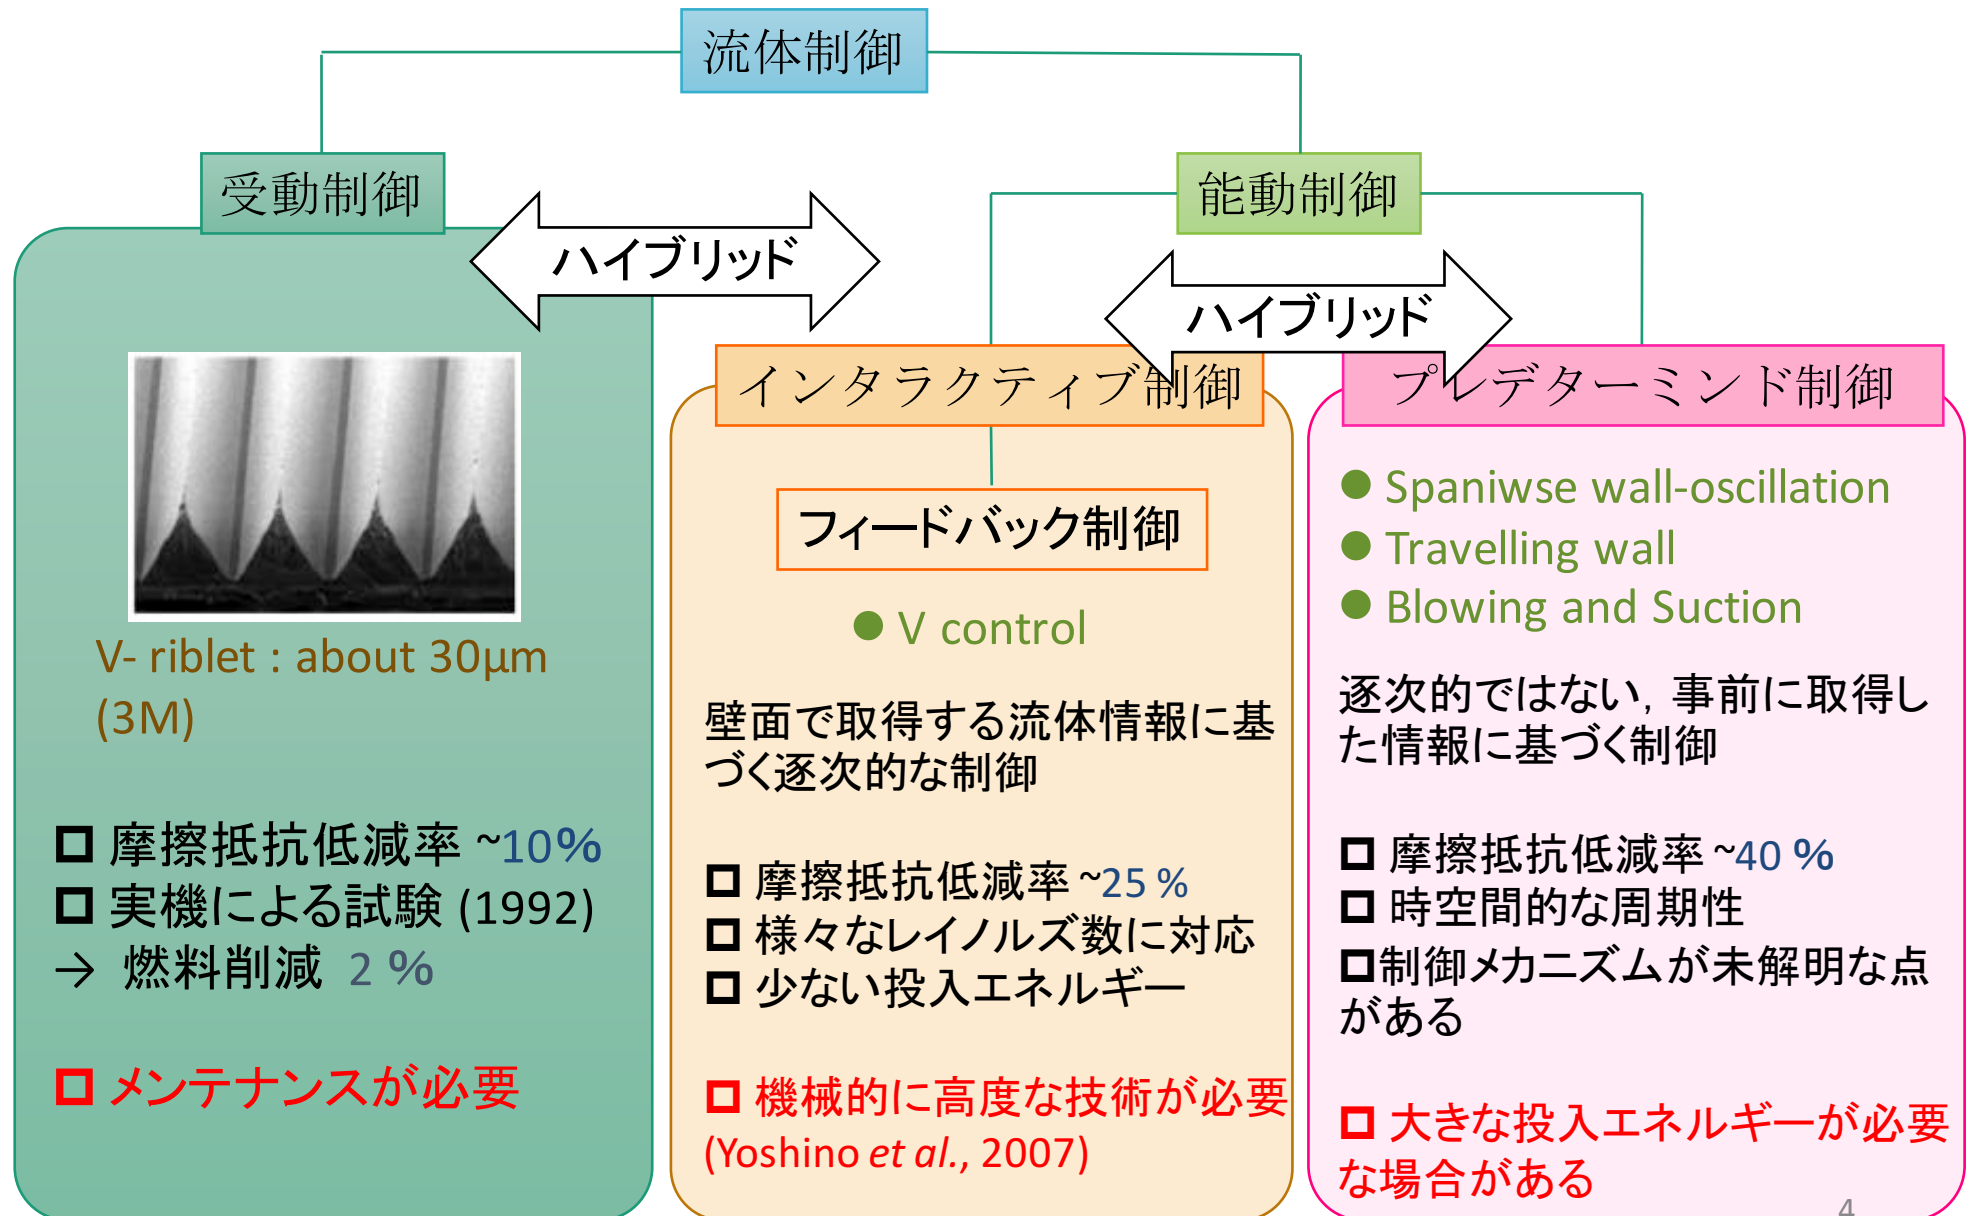 流体制御
受動制御
能動制御
ハイブリッド
ハイブリッド
V- riblet : about 30μm
(3M)
□ 摩擦抵抗低減率 ~10%
□ 実機による試験 (1992)
→ 燃料削減 2 %
□ メンテナンスが必要
インタラクティブ制御
フィードバック制御
● V control
壁面で取得する流体情報に基
づく逐次的な制御
□ 摩擦抵抗低減率 ~25 %
□ 様々なレイノルズ数に対応
□ 少ない投入エネルギー
□ 機械的に高度な技術が必要
(Yoshino et al., 2007)
プレデターミンド制御
● Spaniwse wall-oscillation
● Travelling wall
● Blowing and Suction
逐次的ではない, 事前に取得し
た情報に基づく制御
□ 摩擦抵抗低減率 ~40 %
□ 時空間的な周期性
□制御メカニズムが未解明な点
がある
□ 大きな投入エネルギーが必要
な場合がある
4